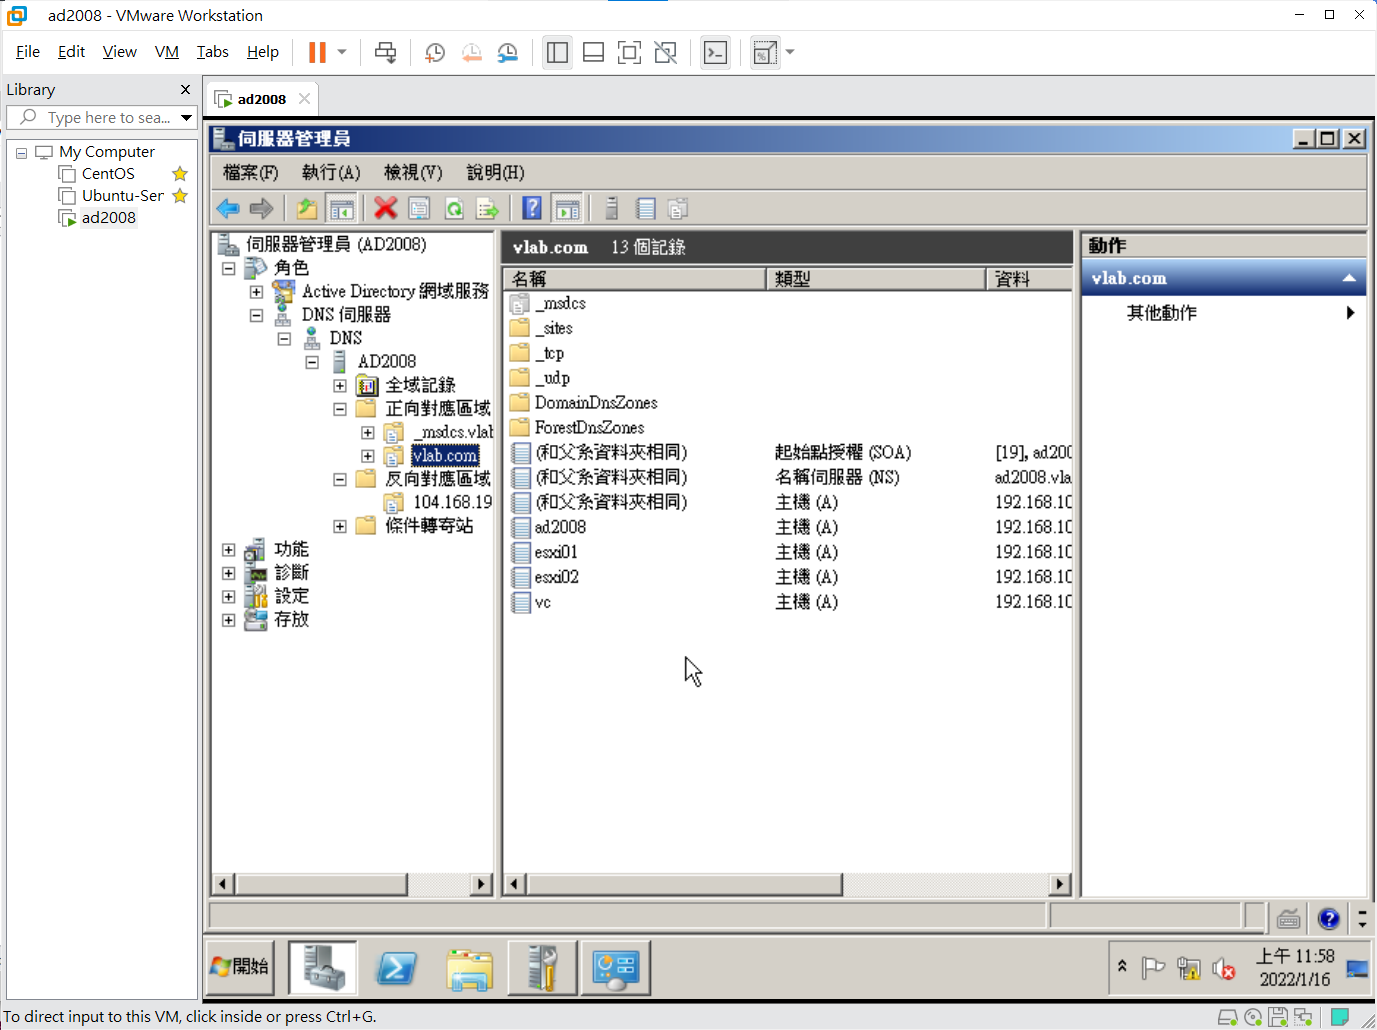 ad2008 - VMware Workstation
File Edit View VM Tabs Help
Library
Type here to sea...
My Computer
CentOS
Ubuntu-Ser
ad2008
ad2008
伺服器管理員
檔案(F) 執行(A) 檢視(V) 說明(H)
伺服器管理員 (AD2008)
角色
Active Directory 網域服務
DNS 伺服器
DNS
AD2008
全域記錄
正向對應區域
_msdcs.vlab
vlab.com
反向對應區域
104.168.19
條件轉寄站
功能
診斷
設定
存放
vlab.com 13 個記錄
名稱 類型 資料
_msdcs
_sites
_tcp
_udp
DomainDnsZones
ForestDnsZones
(和父系資料夾相同) 起始點授權 (SOA) [19], ad200
(和父系資料夾相同) 名稱伺服器 (NS) ad2008.vla
(和父系資料夾相同) 主機 (A) 192.168.10
ad2008 主機 (A) 192.168.10
esxi01 主機 (A) 192.168.10
esxi02 主機 (A) 192.168.10
vc 主機 (A) 192.168.10
動作
vlab.com
其他動作
開始
上午 11:58
2022/1/16
To direct input to this VM, click inside or press Ctrl+G.